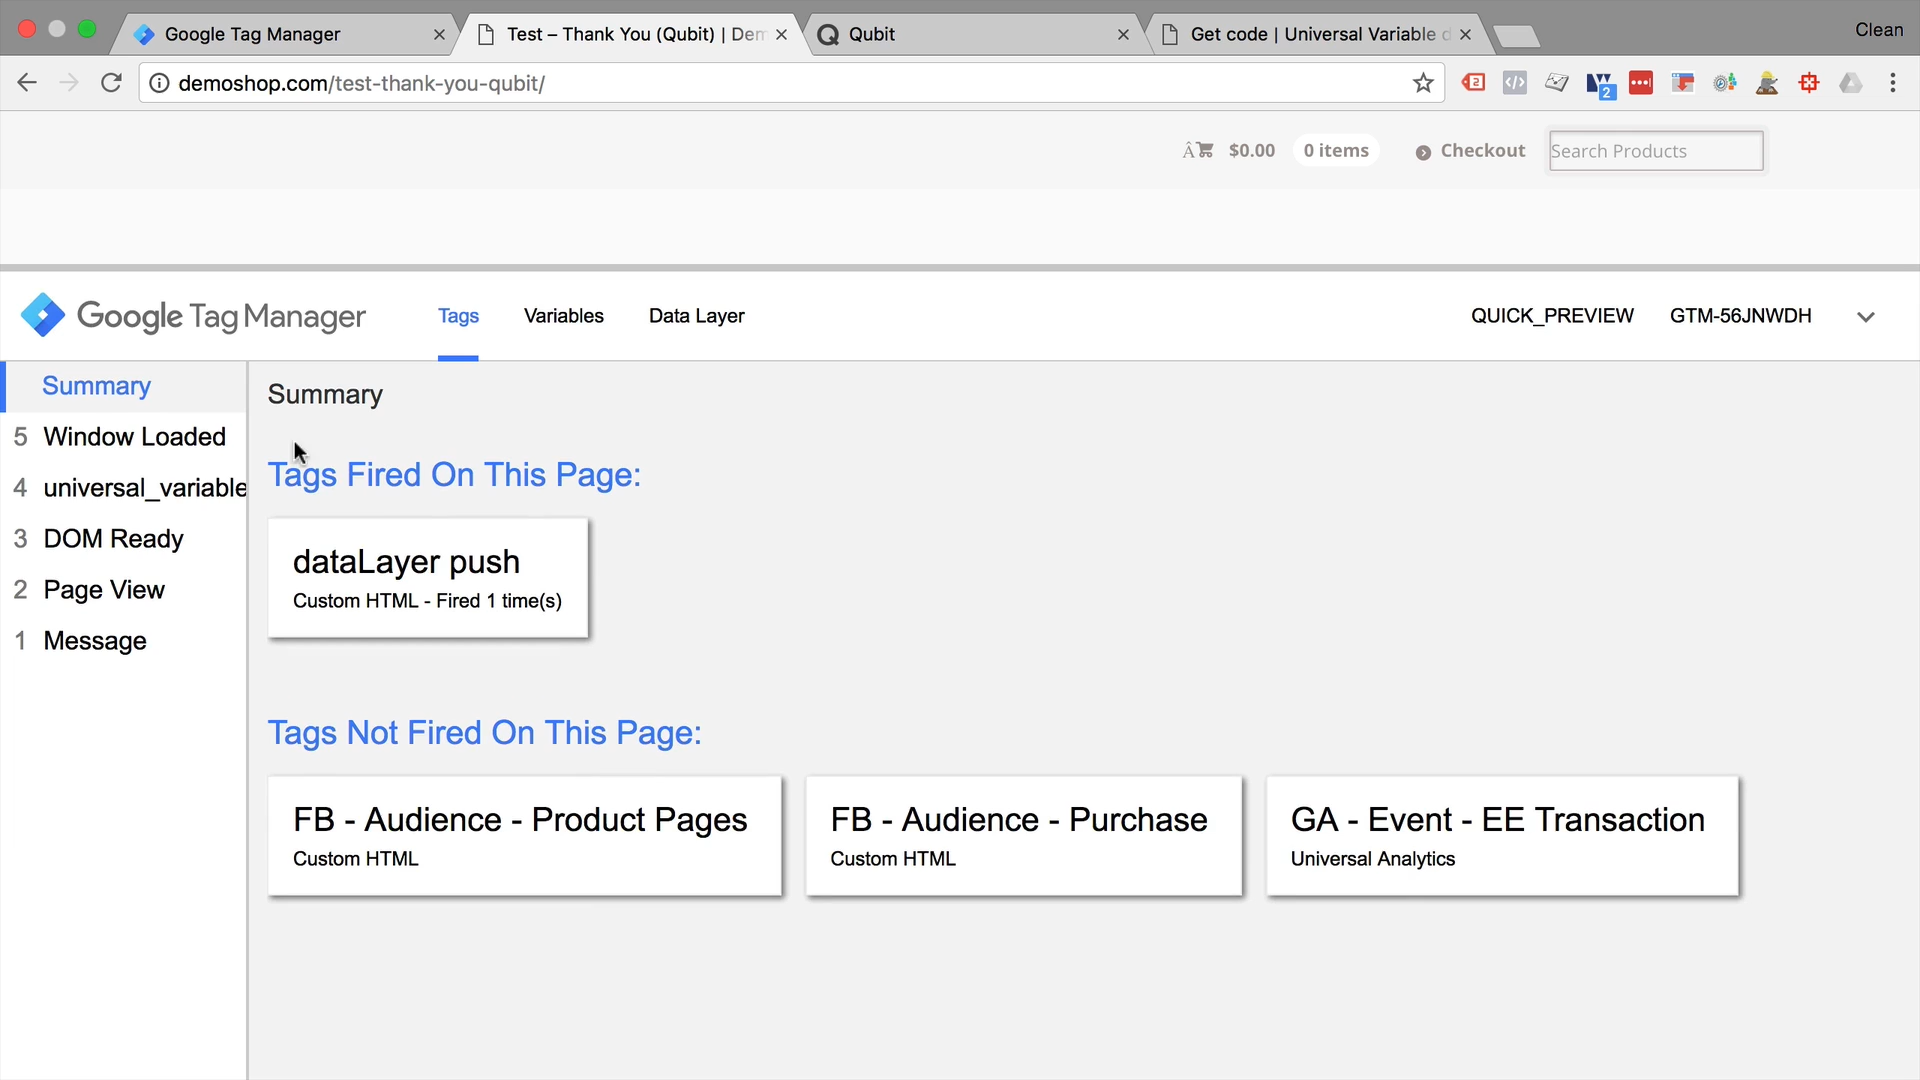 Google Tag Manager
Test – Thank You (Qubit) | Dem
Qubit
Get code | Universal Variable d
Clean
demoshop.com/test-thank-you-qubit/
2
2
Â $0.00 0 items Checkout Search Products
Google Tag Manager
Tags Variables Data Layer
QUICK_PREVIEW GTM-56JNWDH
Summary
5 Window Loaded
4 universal_variable
3 DOM Ready
2 Page View
1 Message
Summary
Tags Fired On This Page:
dataLayer push
Custom HTML - Fired 1 time(s)
Tags Not Fired On This Page:
FB - Audience - Product Pages
Custom HTML
FB - Audience - Purchase
Custom HTML
GA - Event - EE Transaction
Universal Analytics